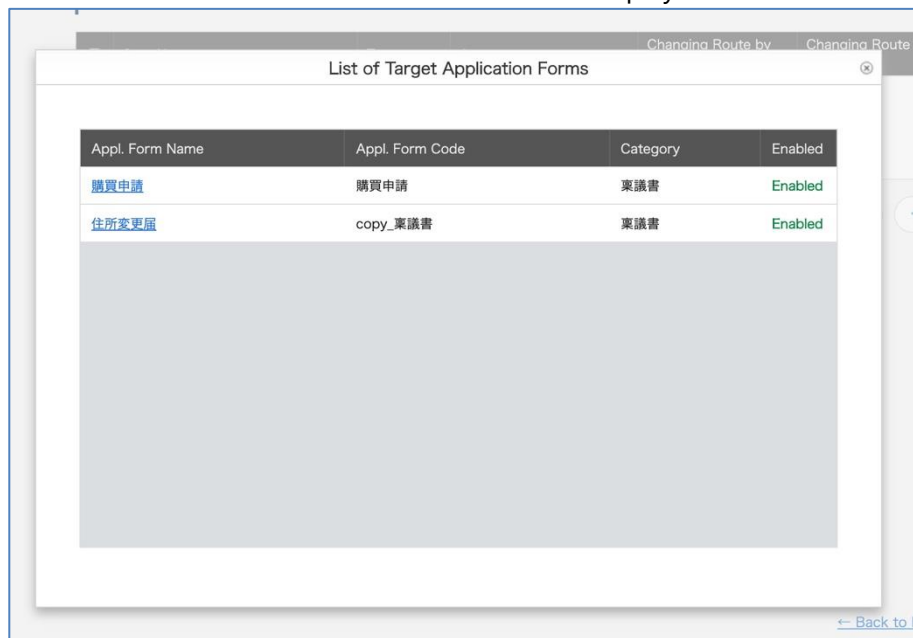 Changing Route by Changing Route
List of Target Application Forms
Appl. Form Name Appl. Form Code Category Enabled
購買申請 購買申請 稟議書 Enabled
住所変更届 copy_稟議書 稟議書 Enabled
← Back to